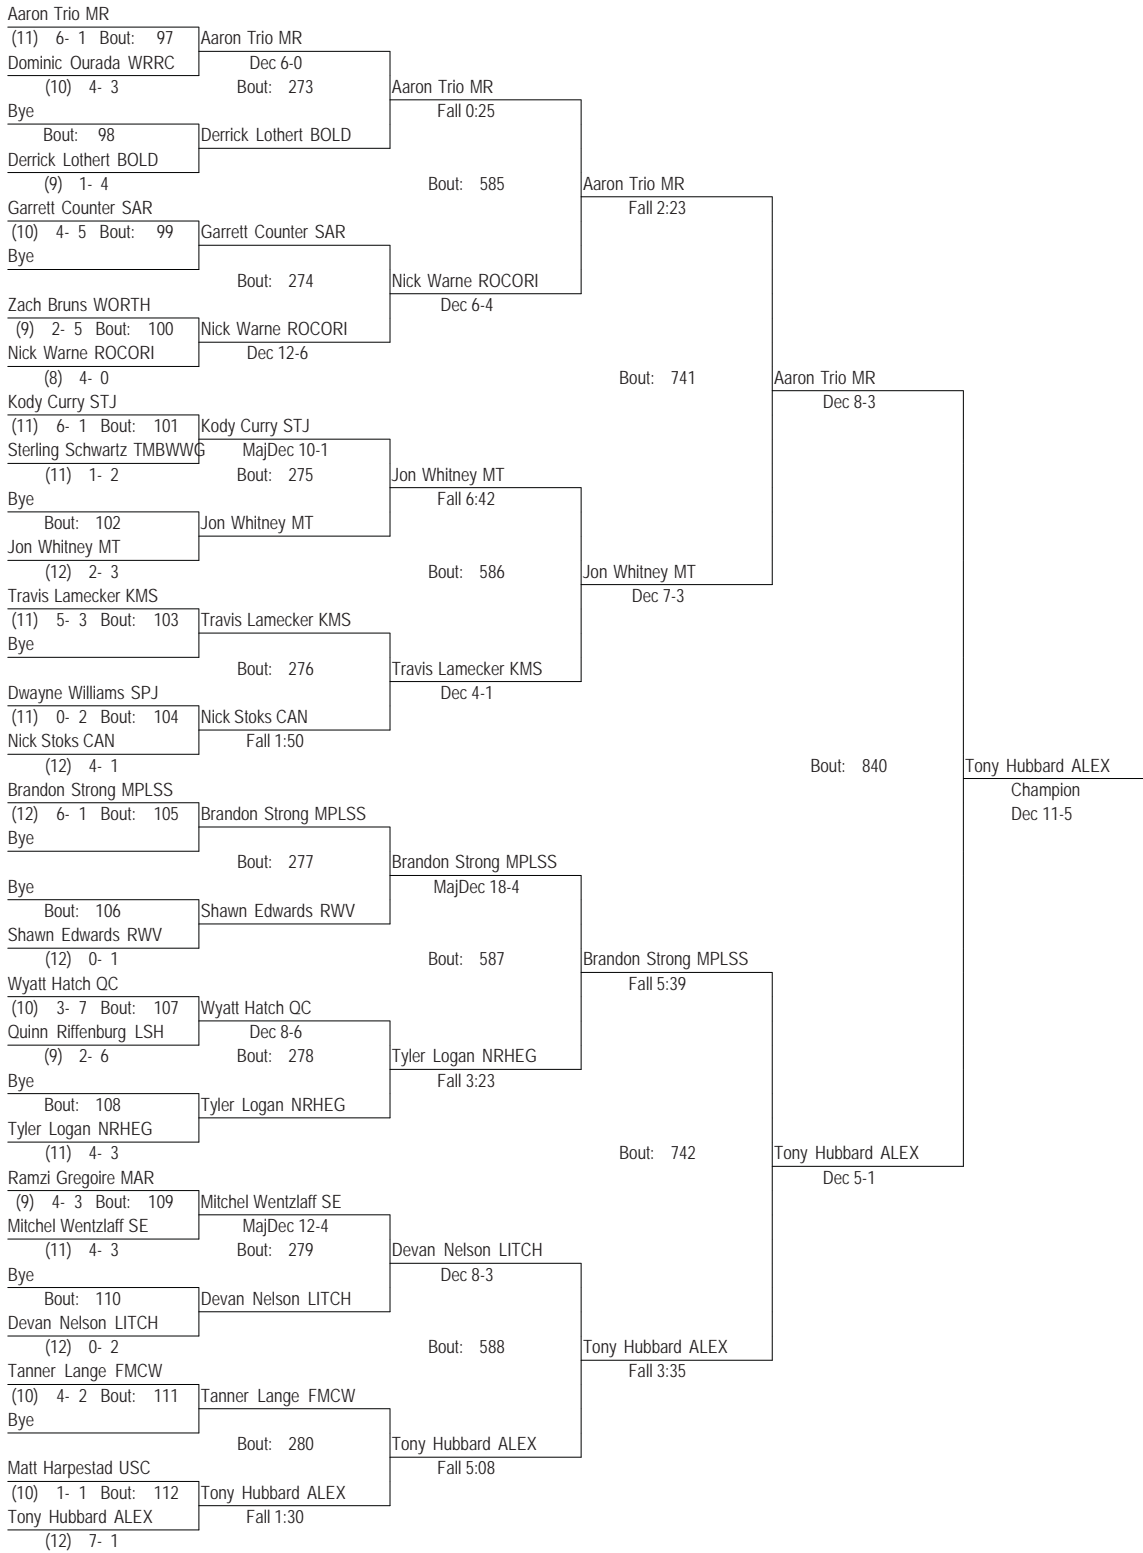 Aaron Trio MR
(11) 6- 1 Bout: 97 Aaron Trio MR
Dominic Ourada WRRC Dec 6-0
(10) 4- 3 Bout: 273 Aaron Trio MR
Bye Fall 0:25
Bout: 98 Derrick Lothert BOLD
Derrick Lothert BOLD
(9) 1- 4 Bout: 585 Aaron Trio MR
Garrett Counter SAR Fall 2:23
(10) 4- 5 Bout: 99 Garrett Counter SAR
Bye
Bout: 274 Nick Warne ROCORI
Zach Bruns WORTH Dec 6-4
(9) 2- 5 Bout: 100 Nick Warne ROCORI
Nick Warne ROCORI Dec 12-6
(8) 4- 0 Bout: 741 Aaron Trio MR
Kody Curry STJ Dec 8-3
(11) 6- 1 Bout: 101 Kody Curry STJ
Sterling Schwartz TMBWWG MajDec 10-1
(11) 1- 2 Bout: 275 Jon Whitney MT
Bye Fall 6:42
Bout: 102 Jon Whitney MT
Jon Whitney MT
(12) 2- 3 Bout: 586 Jon Whitney MT
Travis Lamecker KMS Dec 7-3
(11) 5- 3 Bout: 103 Travis Lamecker KMS
Bye
Bout: 276 Travis Lamecker KMS
Dwayne Williams SPJ Dec 4-1
(11) 0- 2 Bout: 104 Nick Stoks CAN
Nick Stoks CAN Fall 1:50
(12) 4- 1 Bout: 840 Tony Hubbard ALEX
Brandon Strong MPLSS Champion
(12) 6- 1 Bout: 105 Brandon Strong MPLSS Dec 11-5
Bye
Bout: 277 Brandon Strong MPLSS
Bye MajDec 18-4
Bout: 106 Shawn Edwards RWV
Shawn Edwards RWV
(12) 0- 1 Bout: 587 Brandon Strong MPLSS
Wyatt Hatch QC Fall 5:39
(10) 3- 7 Bout: 107 Wyatt Hatch QC
Quinn Riffenburg LSH Dec 8-6
(9) 2- 6 Bout: 278 Tyler Logan NRHEG
Bye Fall 3:23
Bout: 108 Tyler Logan NRHEG
Tyler Logan NRHEG
(11) 4- 3 Bout: 742 Tony Hubbard ALEX
Ramzi Gregoire MAR Dec 5-1
(9) 4- 3 Bout: 109 Mitchel Wentzlaff SE
Mitchel Wentzlaff SE MajDec 12-4
(11) 4- 3 Bout: 279 Devan Nelson LITCH
Bye Dec 8-3
Bout: 110 Devan Nelson LITCH
Devan Nelson LITCH
(12) 0- 2 Bout: 588 Tony Hubbard ALEX
Tanner Lange FMCW Fall 3:35
(10) 4- 2 Bout: 111 Tanner Lange FMCW
Bye
Bout: 280 Tony Hubbard ALEX
Matt Harpestad USC Fall 5:08
(10) 1- 1 Bout: 112 Tony Hubbard ALEX
Tony Hubbard ALEX Fall 1:30
(12) 7- 1